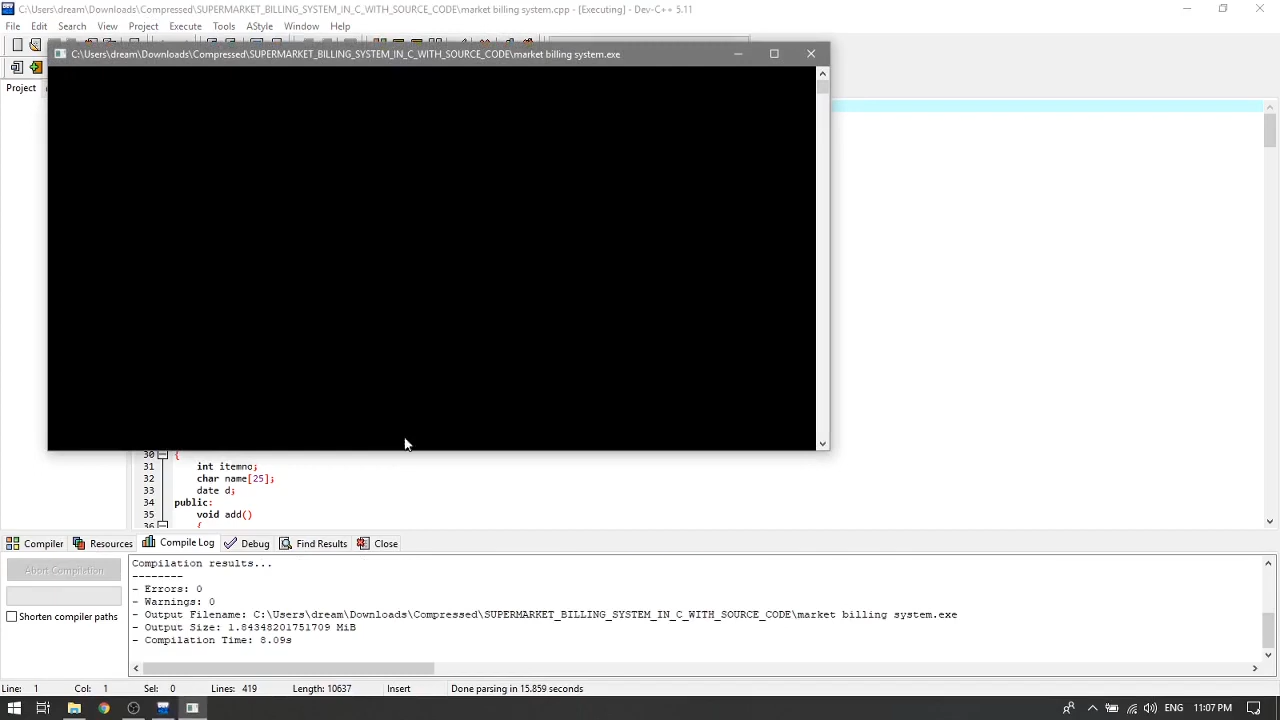 C:\Users\dream\Downloads\Compressed\SUPERMARKET_BILLING_SYSTEM_IN_C_WITH_SOURCE_CODE\market billing system.cpp - [Executing] - Dev-C++ 5.11
File Edit Search View Project Execute Tools AStyle Window Help
C:\Users\dream\Downloads\Compressed\SUPERMARKET_BILLING_SYSTEM_IN_C_WITH_SOURCE_CODE\market billing system.exe
Project
30 {
31 int itemno;
32 char name[25];
33 date d;
34 public:
35 void add()
36 {
Compiler Resources Compile Log Debug Find Results Close
Abort Compilation
Shorten compiler paths
Compilation results...
--------
- Errors: 0
- Warnings: 0
- Output Filename: C:\Users\dream\Downloads\Compressed\SUPERMARKET_BILLING_SYSTEM_IN_C_WITH_SOURCE_CODE\market billing system.exe
- Output Size: 1.84348201751709 MiB
- Compilation Time: 8.09s
Line: 1 Col: 1 Sel: 0 Lines: 419 Length: 10637 Insert Done parsing in 15.859 seconds
ENG 11:07 PM